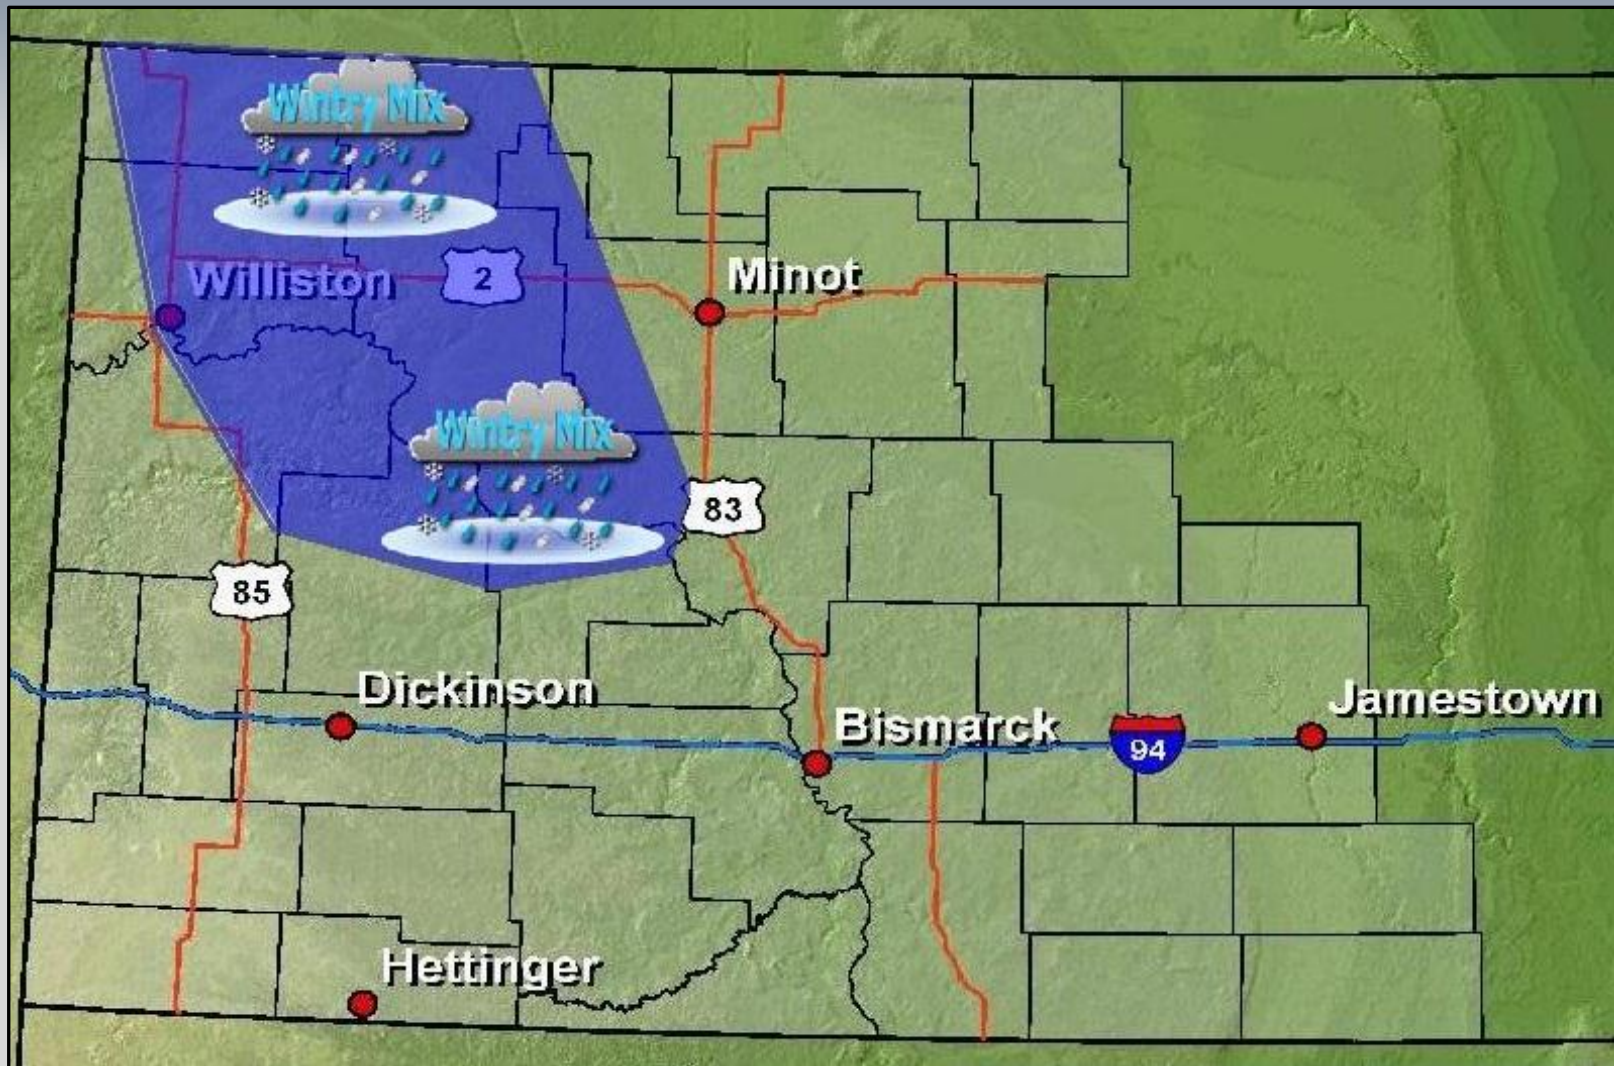 Wintry Mix
Williston
2
Minot
Wintry Mix
83
85
Dickinson
Bismarck
94
Jamestown
Hettinger